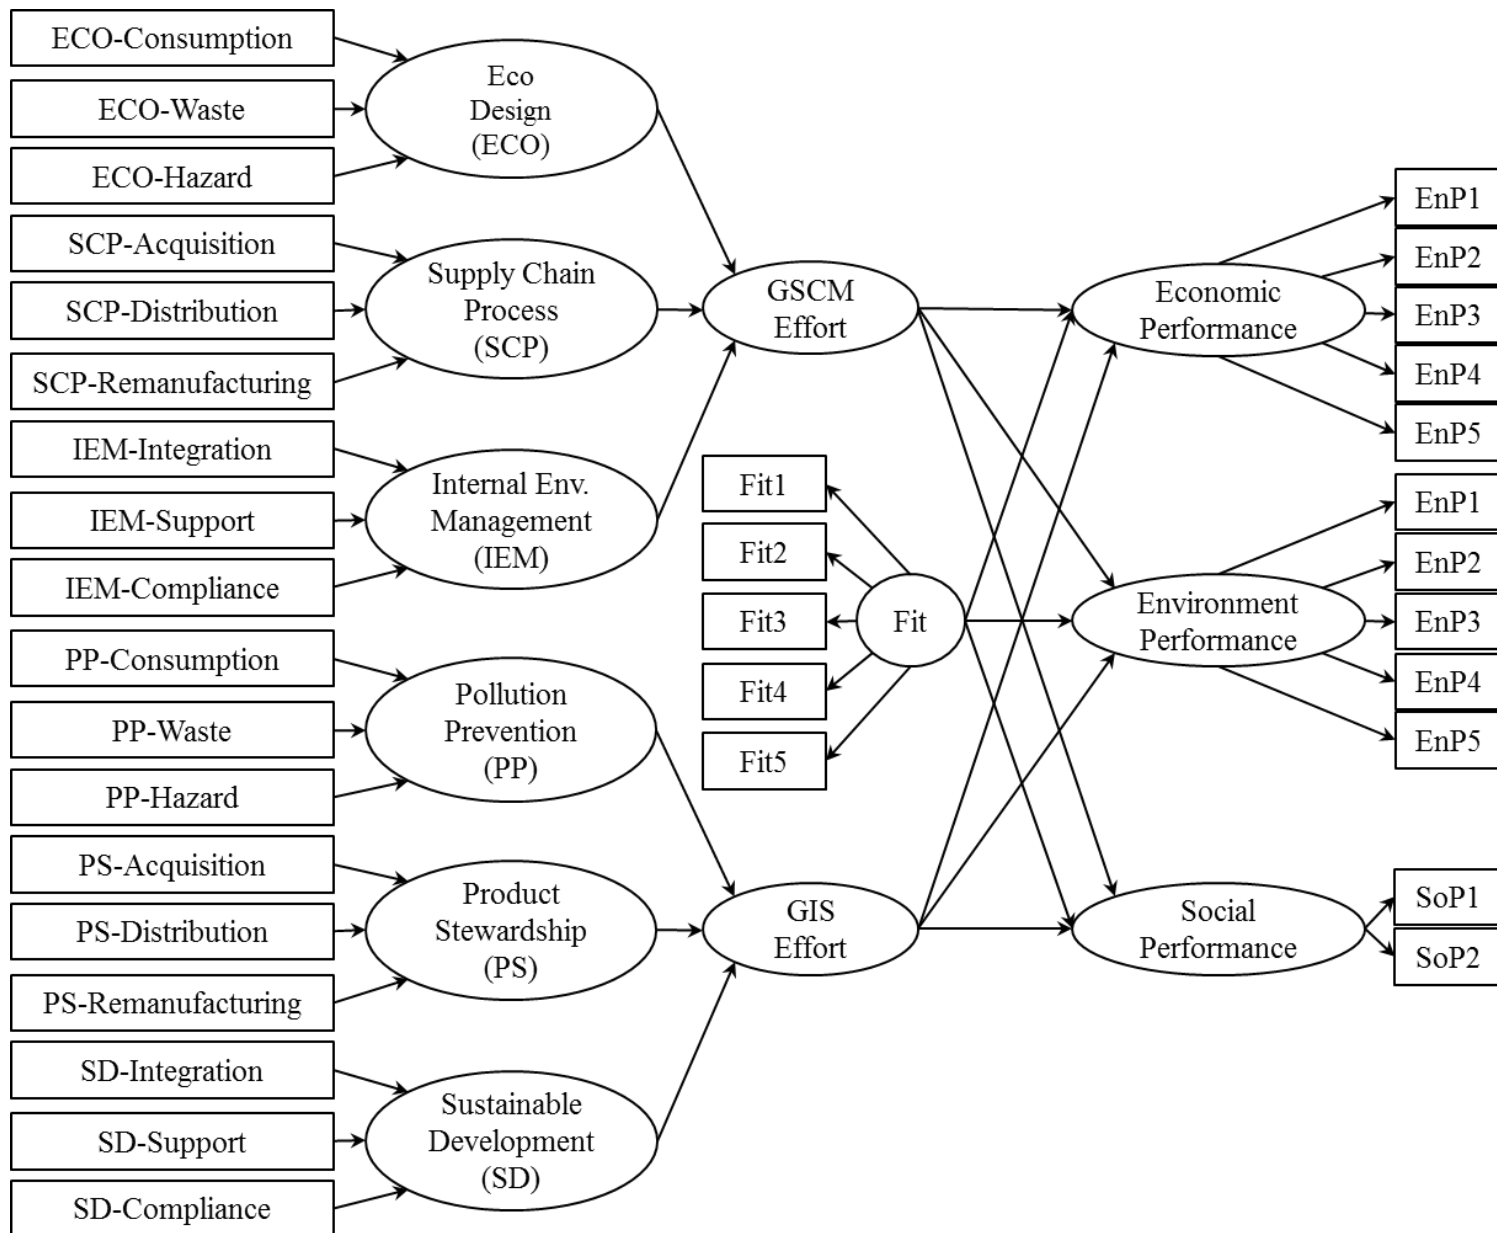 ECO-Consumption
ECO-Waste
ECO-Hazard
SCP-Acquisition
SCP-Distribution
SCP-Remanufacturing
IEM-Integration
IEM-Support
IEM-Compliance
PP-Consumption
PP-Waste
PP-Hazard
PS-Acquisition
PS-Distribution
PS-Remanufacturing
SD-Integration
SD-Support
SD-Compliance
Eco
Design
(ECO)
Supply Chain
Process
(SCP)
Internal Env.
Management
(IEM)
Pollution
Prevention
(PP)
Product
Stewardship
(PS)
Sustainable
Development
(SD)
GSCM
Effort
Fit1
Fit2
Fit3
Fit4
Fit5
Fit
GIS
Effort
Economic
Performance
Environment
Performance
Social
Performance
EnP1
EnP2
EnP3
EnP4
EnP5
EnP1
EnP2
EnP3
EnP4
EnP5
SoP1
SoP2